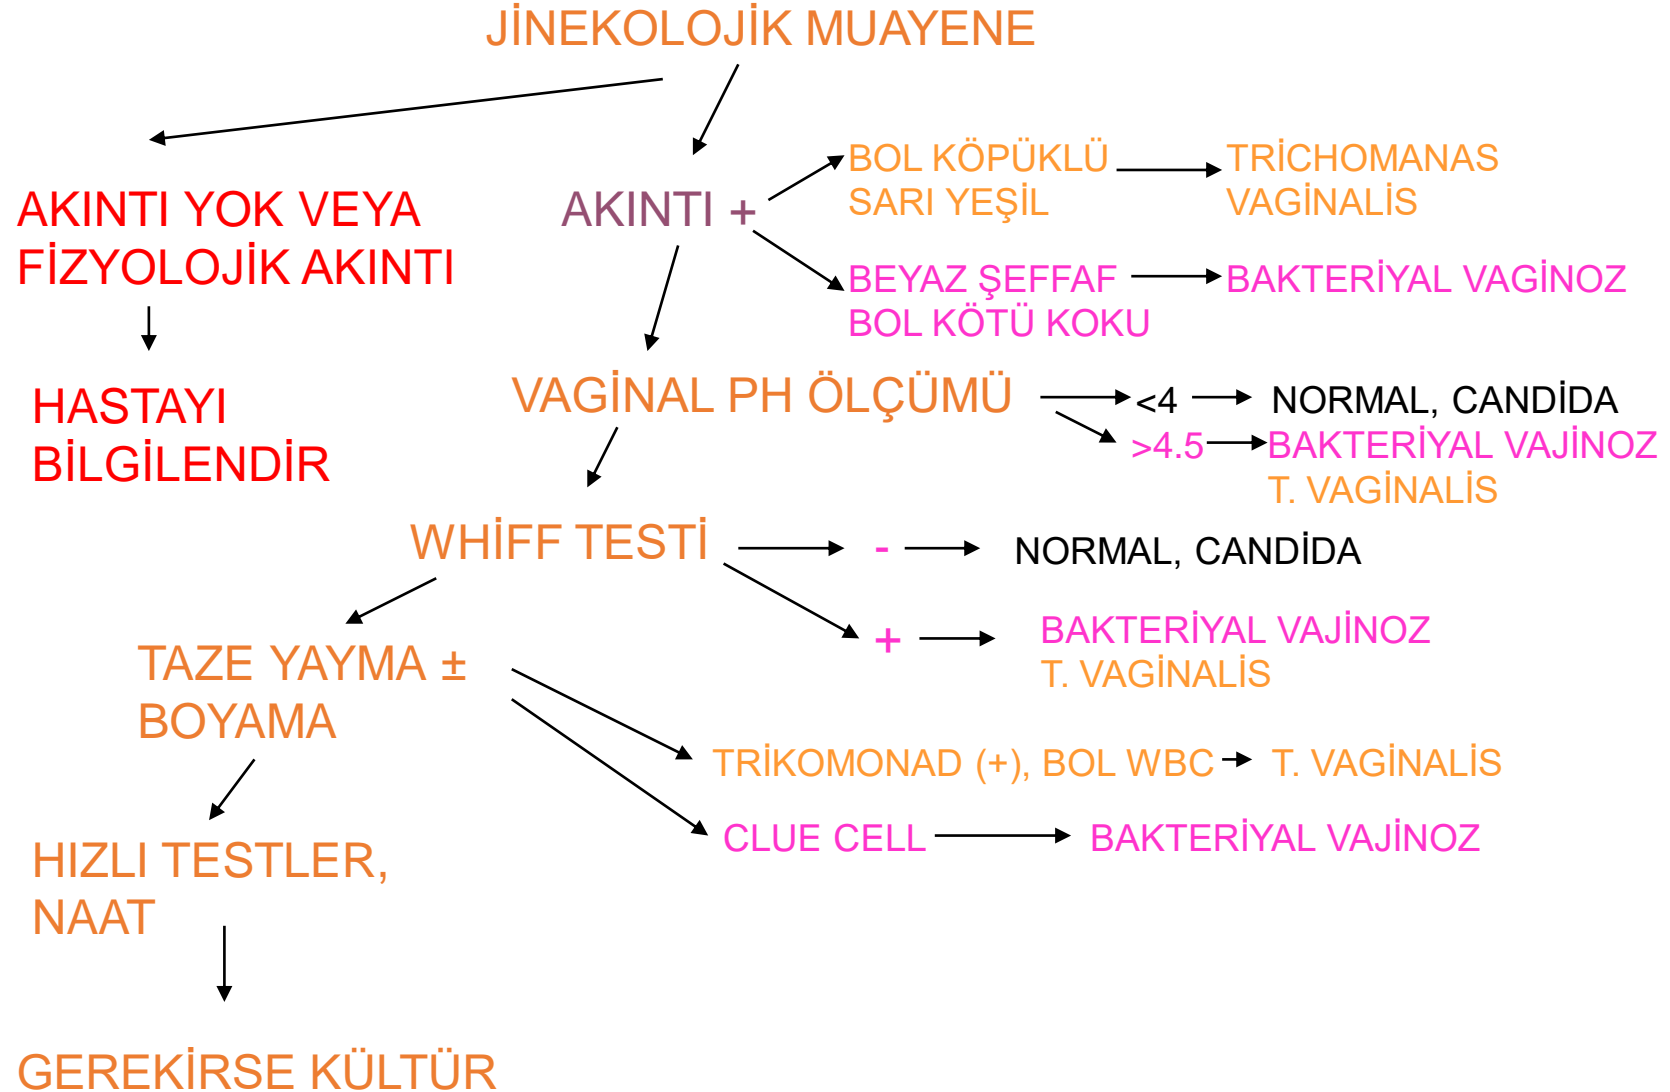 JİNEKOLOJİK MUAYENE
AKINTI YOK VEYA
FİZYOLOJİK AKINTI
HASTAYI
BİLGİLENDİR
AKINTI +
BOL KÖPÜKLÜ
SARI YEŞİL
TRİCHOMANAS
VAGİNALİS
BEYAZ ŞEFFAF
BOL KÖTÜ KOKU
BAKTERİYAL VAGİNOZ
VAGİNAL PH ÖLÇÜMÜ
<4
NORMAL, CANDİDA
>4.5
BAKTERİYAL VAJİNOZ
T. VAGİNALİS
WHİFF TESTİ
-
NORMAL, CANDİDA
+
BAKTERİYAL VAJİNOZ
T. VAGİNALİS
TAZE YAYMA ±
BOYAMA
TRİKOMONAD (+), BOL WBC
T. VAGİNALİS
CLUE CELL
BAKTERİYAL VAJİNOZ
HIZLI TESTLER,
NAAT
GEREKİRSE KÜLTÜR